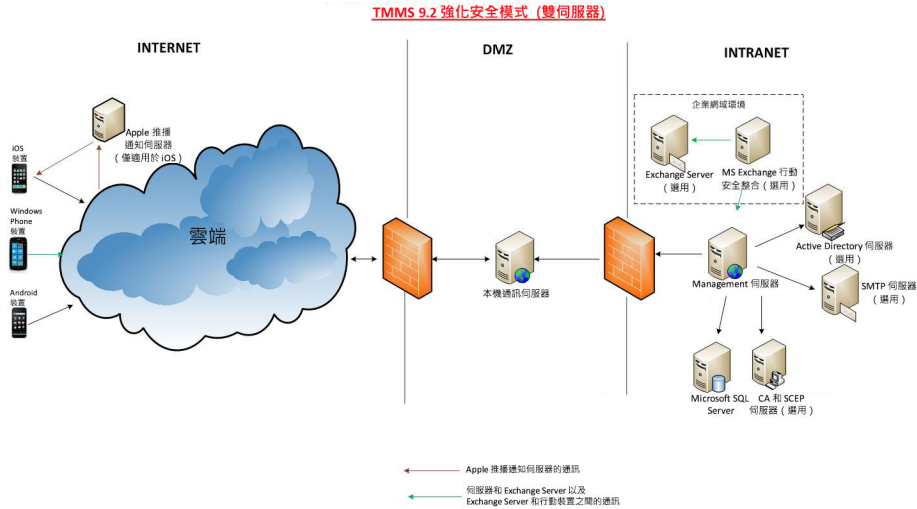 TMMS 9.2 強化安全模式 (雙伺服器)
INTERNET
DMZ
INTRANET
企業網域環境
Apple 推播
通知伺服器
（僅適用於 iOS）
iOS
裝置
Windows
Phone
裝置
Android
裝置
雲端
本機通訊伺服器
Exchange Server
（選用）
MS Exchange 行動
安全整合（選用）
Active Directory 伺服器
（選用）
Management 伺服器
SMTP 伺服器
（選用）
Microsoft SQL
Server
CA 和 SCEP
伺服器（選用）
Apple 推播通知伺服器的通訊
伺服器和 Exchange Server 以及
Exchange Server 和行動裝置之間的通訊